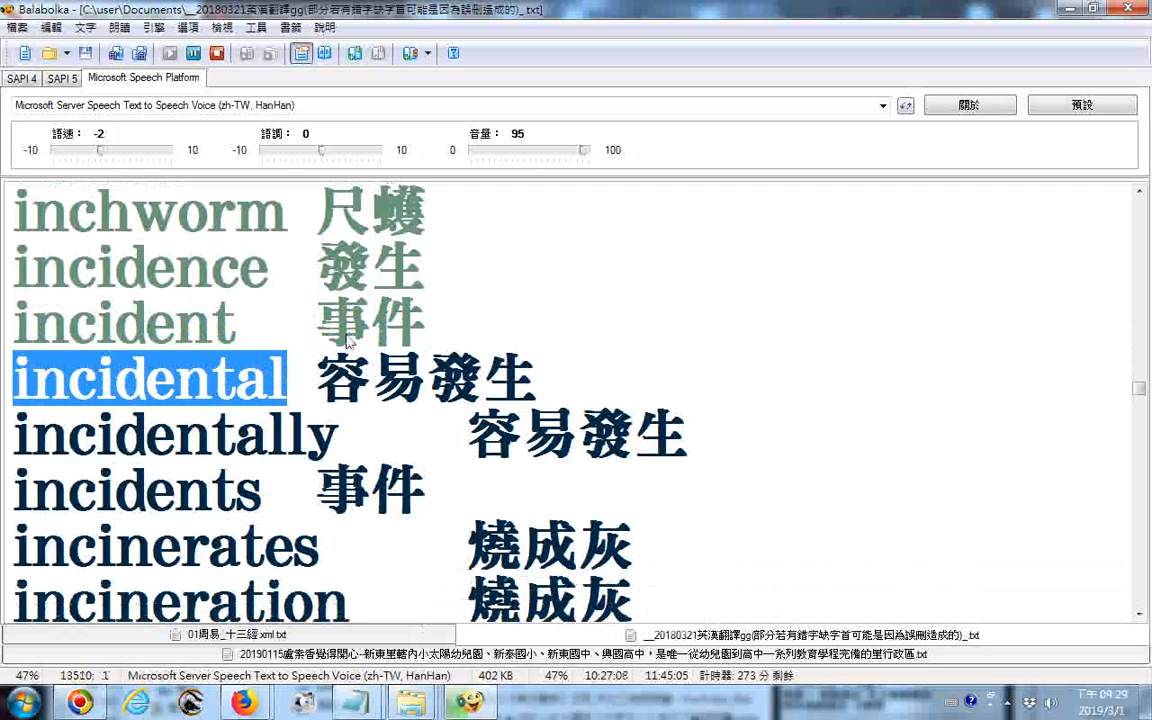 Balabolka - [C:\user\Documents\__20180321英漢翻譯gg(部分若有錯字缺字首可能是因為誤刪造成的)_.txt]
檔案 編輯 文字 朗讀 引擎 選項 檢視 工具 書籤 說明
SAPI 4 SAPI 5 Microsoft Speech Platform
Microsoft Server Speech Text to Speech Voice (zh-TW, HanHan) 關於 預設
語速： -2 語調： 0 音量： 95
-10 10 -10 10 0 100
inchworm 尺蠖
incidence 發生
incident 事件
incidental 容易發生
incidentally 容易發生
incidents 事件
incinerates 燒成灰
incineration 燒成灰
01周易_十三經.xml.txt __20180321英漢翻譯gg(部分若有錯字缺字首可能是因為誤刪造成的)_.txt
20190115盧素香覺得開心-新東里轄內小太陽幼兒園、新泰國小、新東國中、興國高中，是唯一從幼兒園到高中一系列教育學程完備的里行政區.txt
47% 13510: 1 Microsoft Server Speech Text to Speech Voice (zh-TW, HanHan) 402 KB 47% 10:27:08 11:45:05 計時器: 273 分 剩餘
下午 09:29
2019/3/1